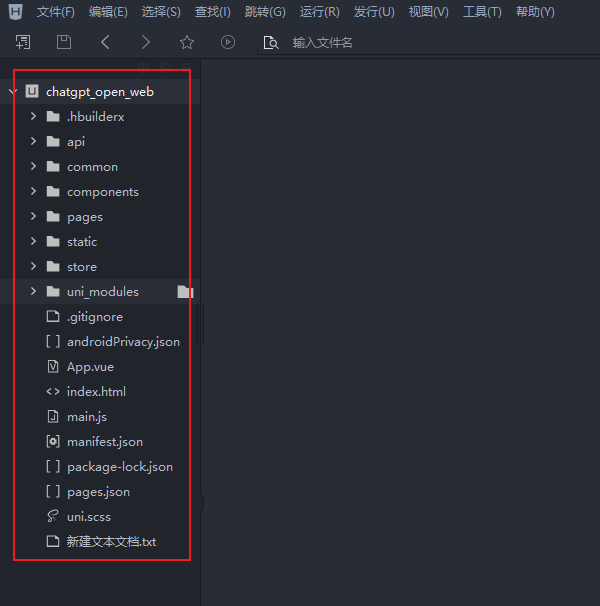 H 文件(F) 编辑(E) 选择(S) 查找(I) 跳转(G) 运行(R) 发行(U) 视图(V) 工具(T) 帮助(Y)
输入文件名
chatgpt_open_web
.hbuilderx
api
common
components
pages
static
store
uni_modules
.gitignore
androidPrivacy.json
App.vue
index.html
main.js
manifest.json
package-lock.json
pages.json
uni.scss
新建文本文档.txt